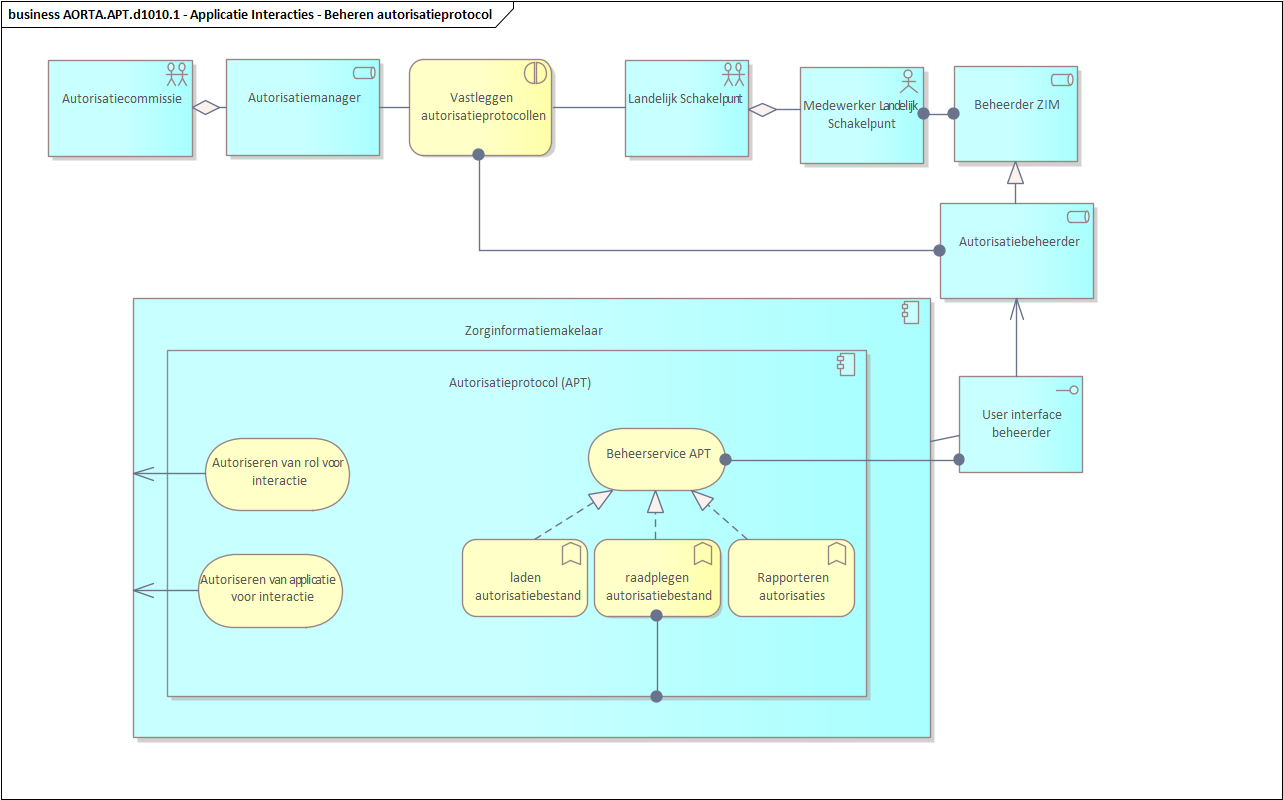 business AORTA.APT.d1010.1 - Applicatie Interacties - Beheren autorisatieprotocol
Autorisatiecommissie
Autorisatiemanager
Vastleggen
autorisatieprotocollen
Landelijk Schakelpunt
Medewerker Landelijk
Schakelpunt
Beheerder ZIM
Autorisatiebeheerder
Zorginformatiemakelaar
Autorisatieprotocol (APT)
User interface
beheerder
Beheerservice APT
Autoriseren van rol voor
interactie
Autoriseren van applicatie
voor interactie
laden
autorisatiebestand
raadplegen
autorisatiebestand
Rapporteren
autorisaties